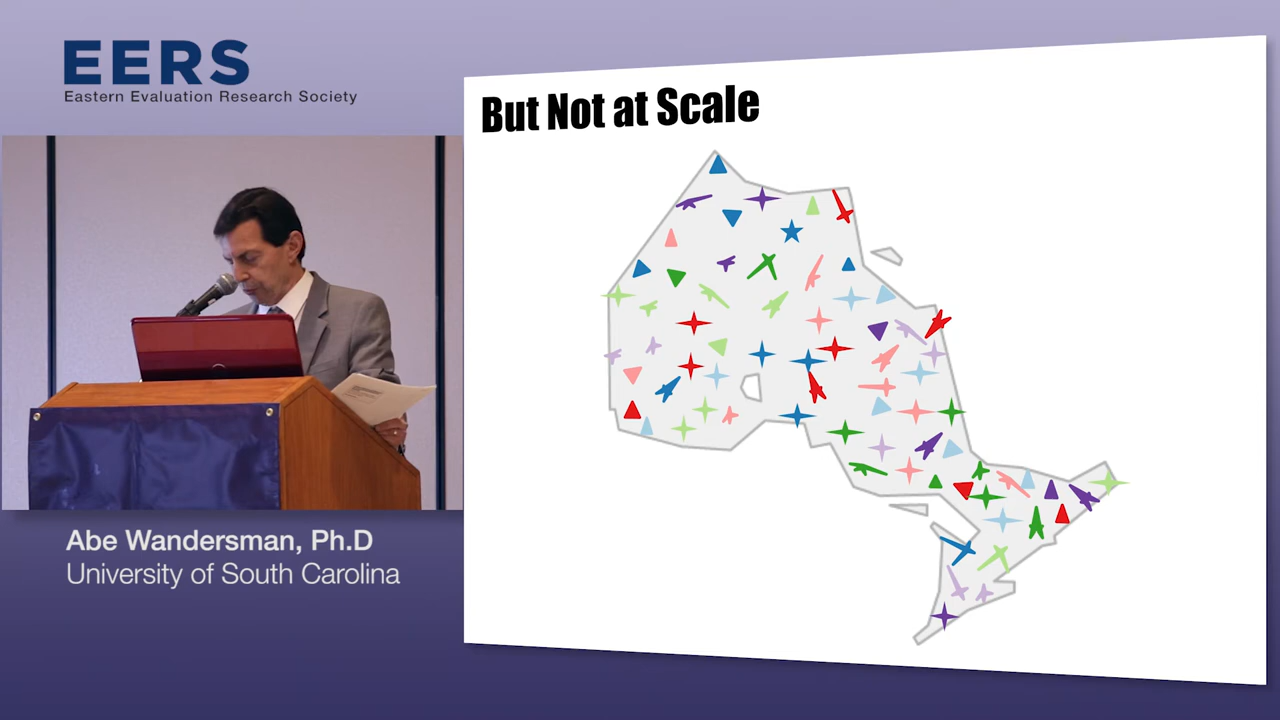 EERS
Eastern Evaluation Research Society
But Not at Scale
Abe Wandersman, Ph.D
University of South Carolina